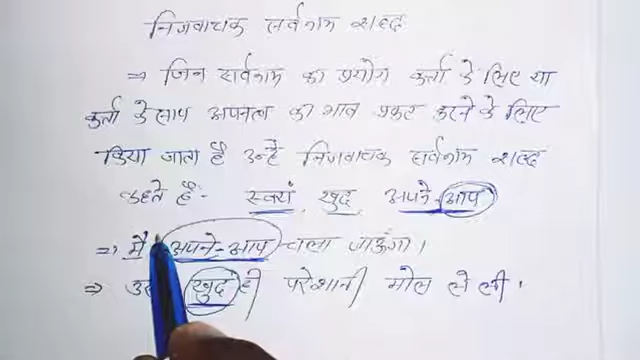 निजवाचक सर्वनाम शब्द
⇒ जिन सर्वनाम का प्रयोग कर्ता के लिए या
कर्ता के साथ अपनत्व का भाव प्रकट करने के लिए
किया जाता है उन्हें निजवाचक सर्वनाम शब्द
कहते है - स्वयं खुद अपने-आप
⇒ मैं अपने-आप चला जाऊंगा।
⇒ खुद ही परेशानी मोल ले ली।